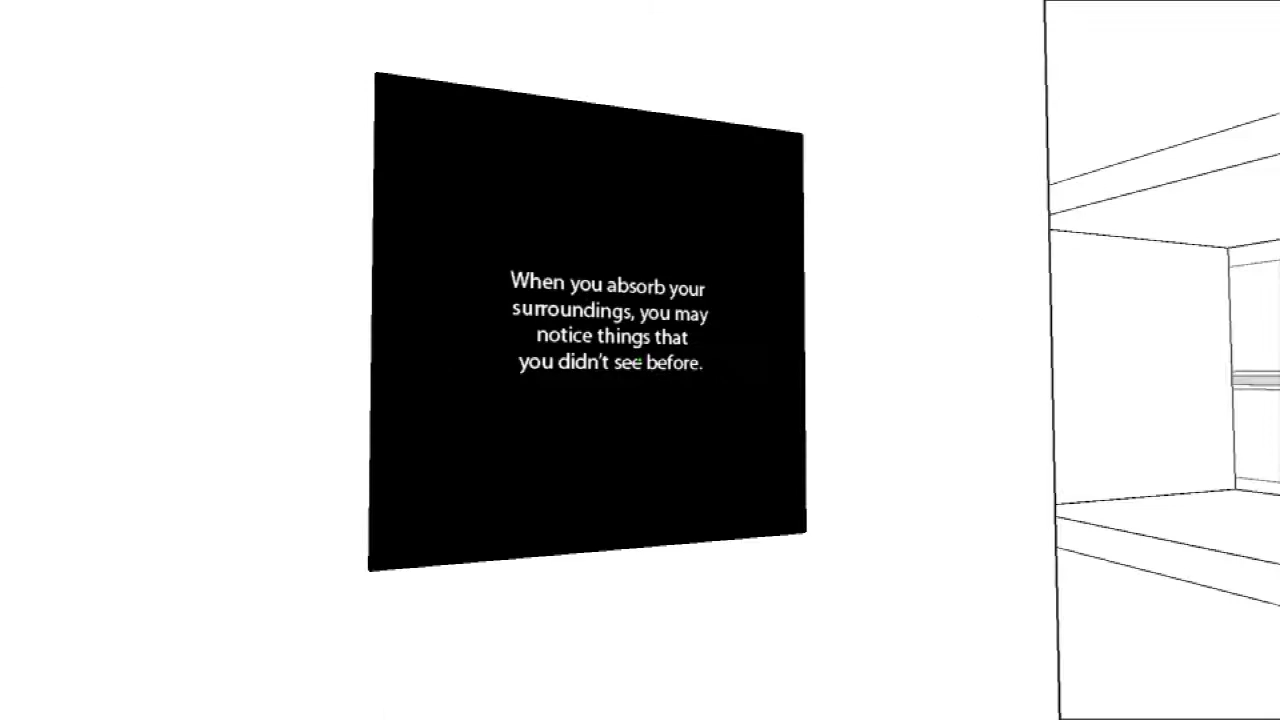 When you absorb your
surroundings, you may
notice things that
you didn't see before.